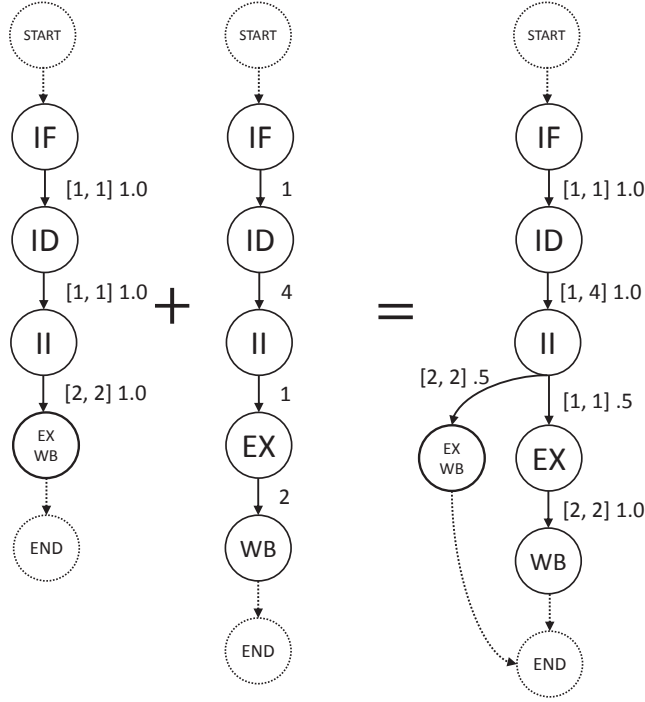 START
IF
[1, 1] 1.0
ID
[1, 1] 1.0
II
[2, 2] 1.0
EX
WB
END
+
START
IF
1
ID
4
II
1
EX
2
WB
END
=
START
IF
[1, 1] 1.0
ID
[1, 4] 1.0
II
[2, 2] .5
[1, 1] .5
EX
WB
EX
[2, 2] 1.0
WB
END